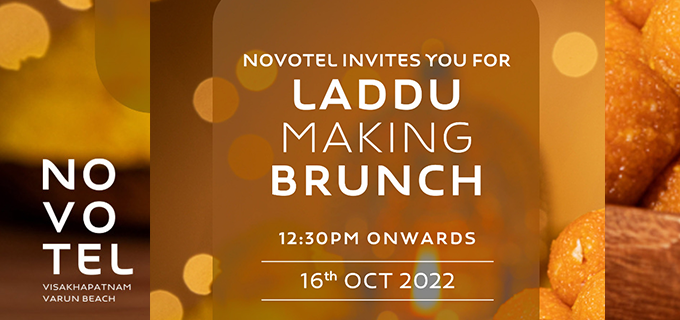 NOVOTEL INVITES YOU FOR
LADDU
MAKING
BRUNCH
12:30PM ONWARDS
16th OCT 2022
NO
VO
TEL
VISAKHAPATNAM
VARUN BEACH